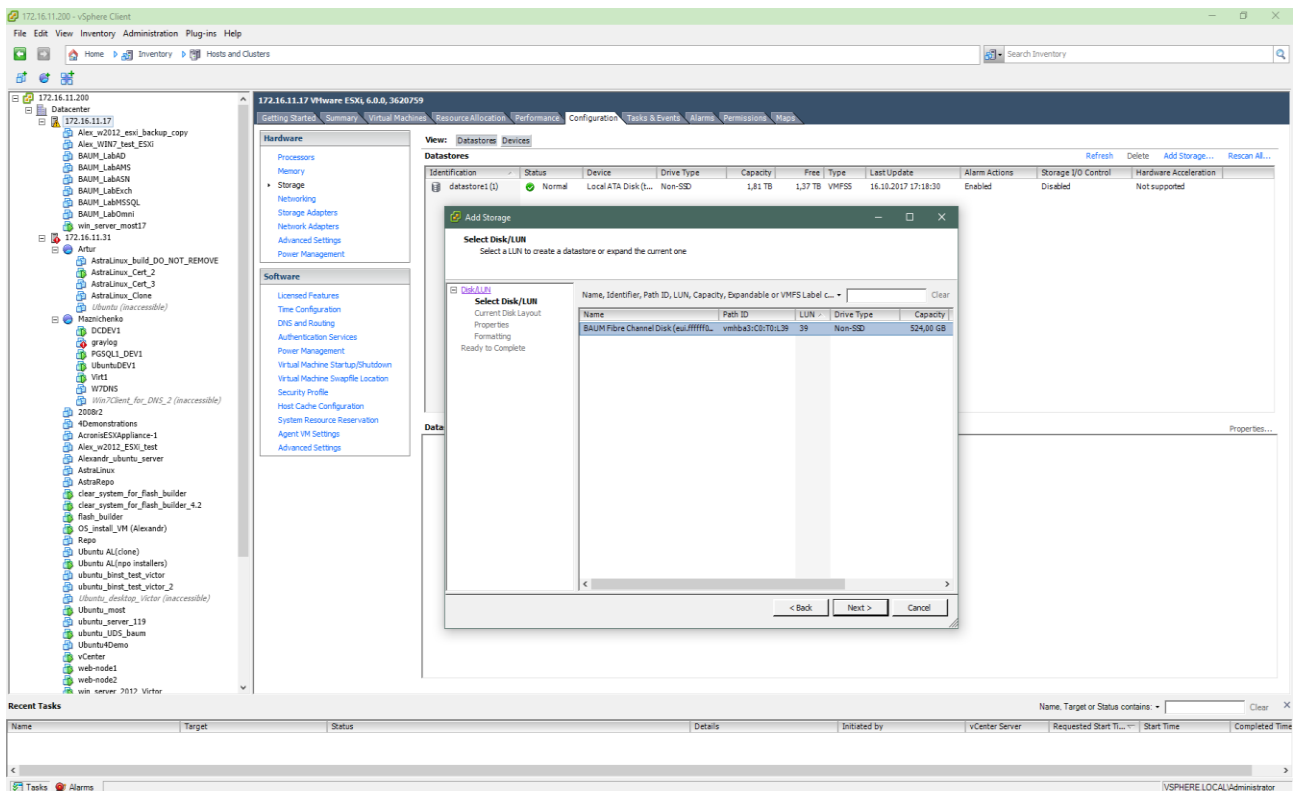 172.16.11.200 - vSphere Client
File Edit View Inventory Administration Plug-ins Help
Home Inventory Hosts and Clusters
Search Inventory
172.16.11.200
Datacenter
172.16.11.17
Alex_w2012_esxi_backup_copy
Alex_WIN7_test_ESXi
BAUM_LabAD
BAUM_LabAMS
BAUM_LabASN
BAUM_LabExch
BAUM_LabMSSQL
BAUM_LabOmni
win_server_most17
172.16.11.31
Artur
AstraLinux_build_DO_NOT_REMOVE
AstraLinux_Cert_2
AstraLinux_Cert_3
AstraLinux_Clone
Ubuntu (inaccessible)
Maznichenko
DCDEV1
graylog
PGSQL1_DEV1
UbuntuDEV1
Virt1
W7DNS
Win7Client_for_DNS_2 (inaccessible)
2008r2
4Demonstrations
AcronisESXAppliance-1
Alex_w2012_ESXI_test
Alexandr_ubuntu_server
AstraLinux
AstraRepo
clear_system_for_flash_builder
clear_system_for_flash_builder_4.2
flash_builder
OS_install_VM (Alexandr)
Repo
Ubuntu AL(clone)
Ubuntu AL(npo installers)
ubuntu_binst_test_victor
ubuntu_binst_test_victor_2
Ubuntu_desktop_Victor (inaccessible)
Ubuntu_most
ubuntu_server_119
ubuntu_UDS_baum
Ubuntu4Demo
vCenter
web-node1
web-node2
win_server_2012_Victor
172.16.11.17 VMware ESXi, 6.0.0, 3620759
Getting Started Summary Virtual Machines Resource Allocation Performance Configuration Tasks & Events Alarms Permissions Maps
Hardware
Processors
Memory
Storage
Networking
Storage Adapters
Network Adapters
Advanced Settings
Power Management
Software
Licensed Features
Time Configuration
DNS and Routing
Authentication Services
Power Management
Virtual Machine Startup/Shutdown
Virtual Machine Swapfile Location
Security Profile
Host Cache Configuration
System Resource Reservation
Agent VM Settings
Advanced Settings
View: Datastores Devices
Datastores Refresh Delete Add Storage... Rescan All...
Identification Status Device Drive Type Capacity Free Type Last Update Alarm Actions Storage I/O Control Hardware Acceleration
datastore1 (1) Normal Local ATA Disk (t... Non-SSD 1,81 TB 1,37 TB VMFS5 16.10.2017 17:18:30 Enabled Disabled Not supported
Add Storage
Select Disk/LUN
Select a LUN to create a datastore or expand the current one
Disk/LUN
Select Disk/LUN
Current Disk Layout
Properties
Formatting
Ready to Complete
Name, Identifier, Path ID, LUN, Capacity, Expandable or VMFS Label c... Clear
Name Path ID LUN Drive Type Capacity
BAUM Fibre Channel Disk (eui.ffffff0... vmhba3:C0:T0:L39 39 Non-SSD 524,00 GB
< Back Next > Cancel
Data
Properties...
Recent Tasks
Name, Target or Status contains: Clear
Name Target Status Details Initiated by vCenter Server Requested Start Ti... Start Time Completed Time
Tasks Alarms VSPHERE.LOCAL\Administrator